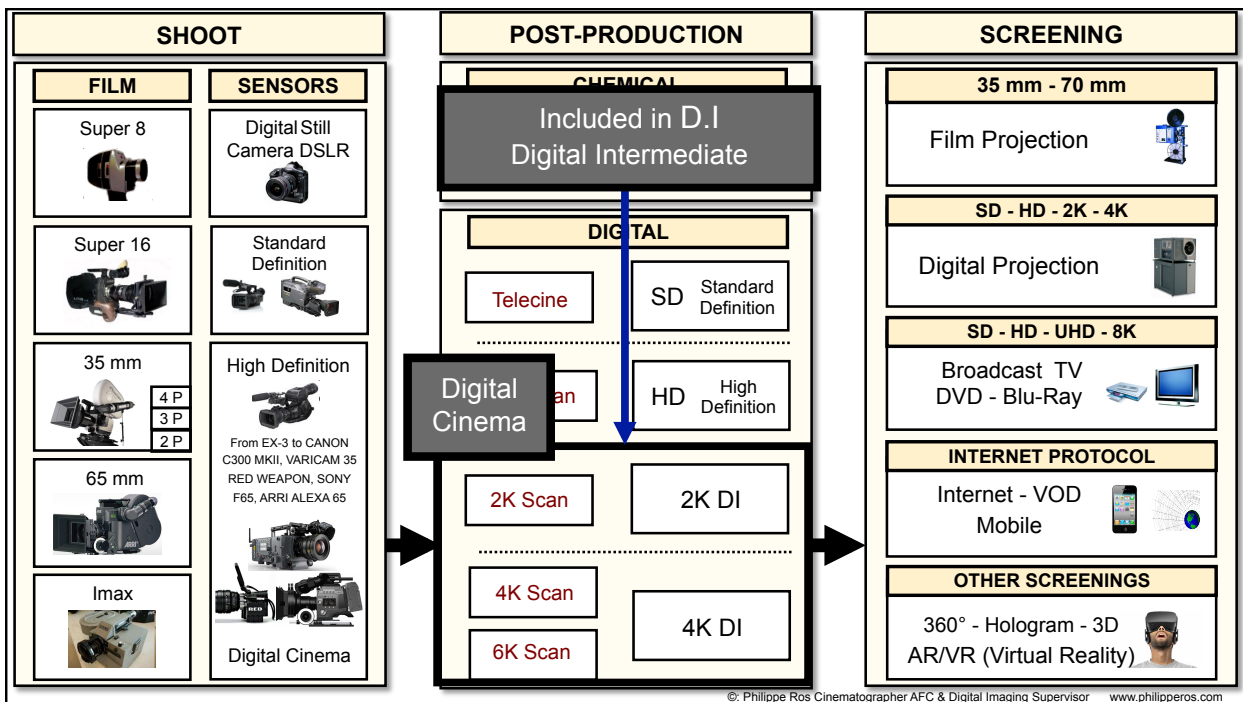 SHOOT
FILM
Super 8
Super 16
35 mm
4 P
3 P
2 P
65 mm
ARRI
Imax
SENSORS
Digital Still
Camera DSLR
Standard
Definition
High Definition
From EX-3 to CANON
C300 MKII, VARICAM 35
RED WEAPON, SONY
F65, ARRI ALEXA 65
RED
Digital Cinema
POST-PRODUCTION
CHEMICAL
Included in D.I
Digital Intermediate
DIGITAL
Telecine
SD Standard
Definition
Digital
Cinema
HD High
Definition
2K Scan
2K DI
4K Scan
6K Scan
4K DI
SCREENING
35 mm - 70 mm
Film Projection
SD - HD - 2K - 4K
Digital Projection
SD - HD - UHD - 8K
Broadcast TV
DVD - Blu-Ray
INTERNET PROTOCOL
Internet - VOD
Mobile
OTHER SCREENINGS
360° - Hologram - 3D
AR/VR (Virtual Reality)
©: Philippe Ros Cinematographer AFC & Digital Imaging Supervisor www.philipperos.com